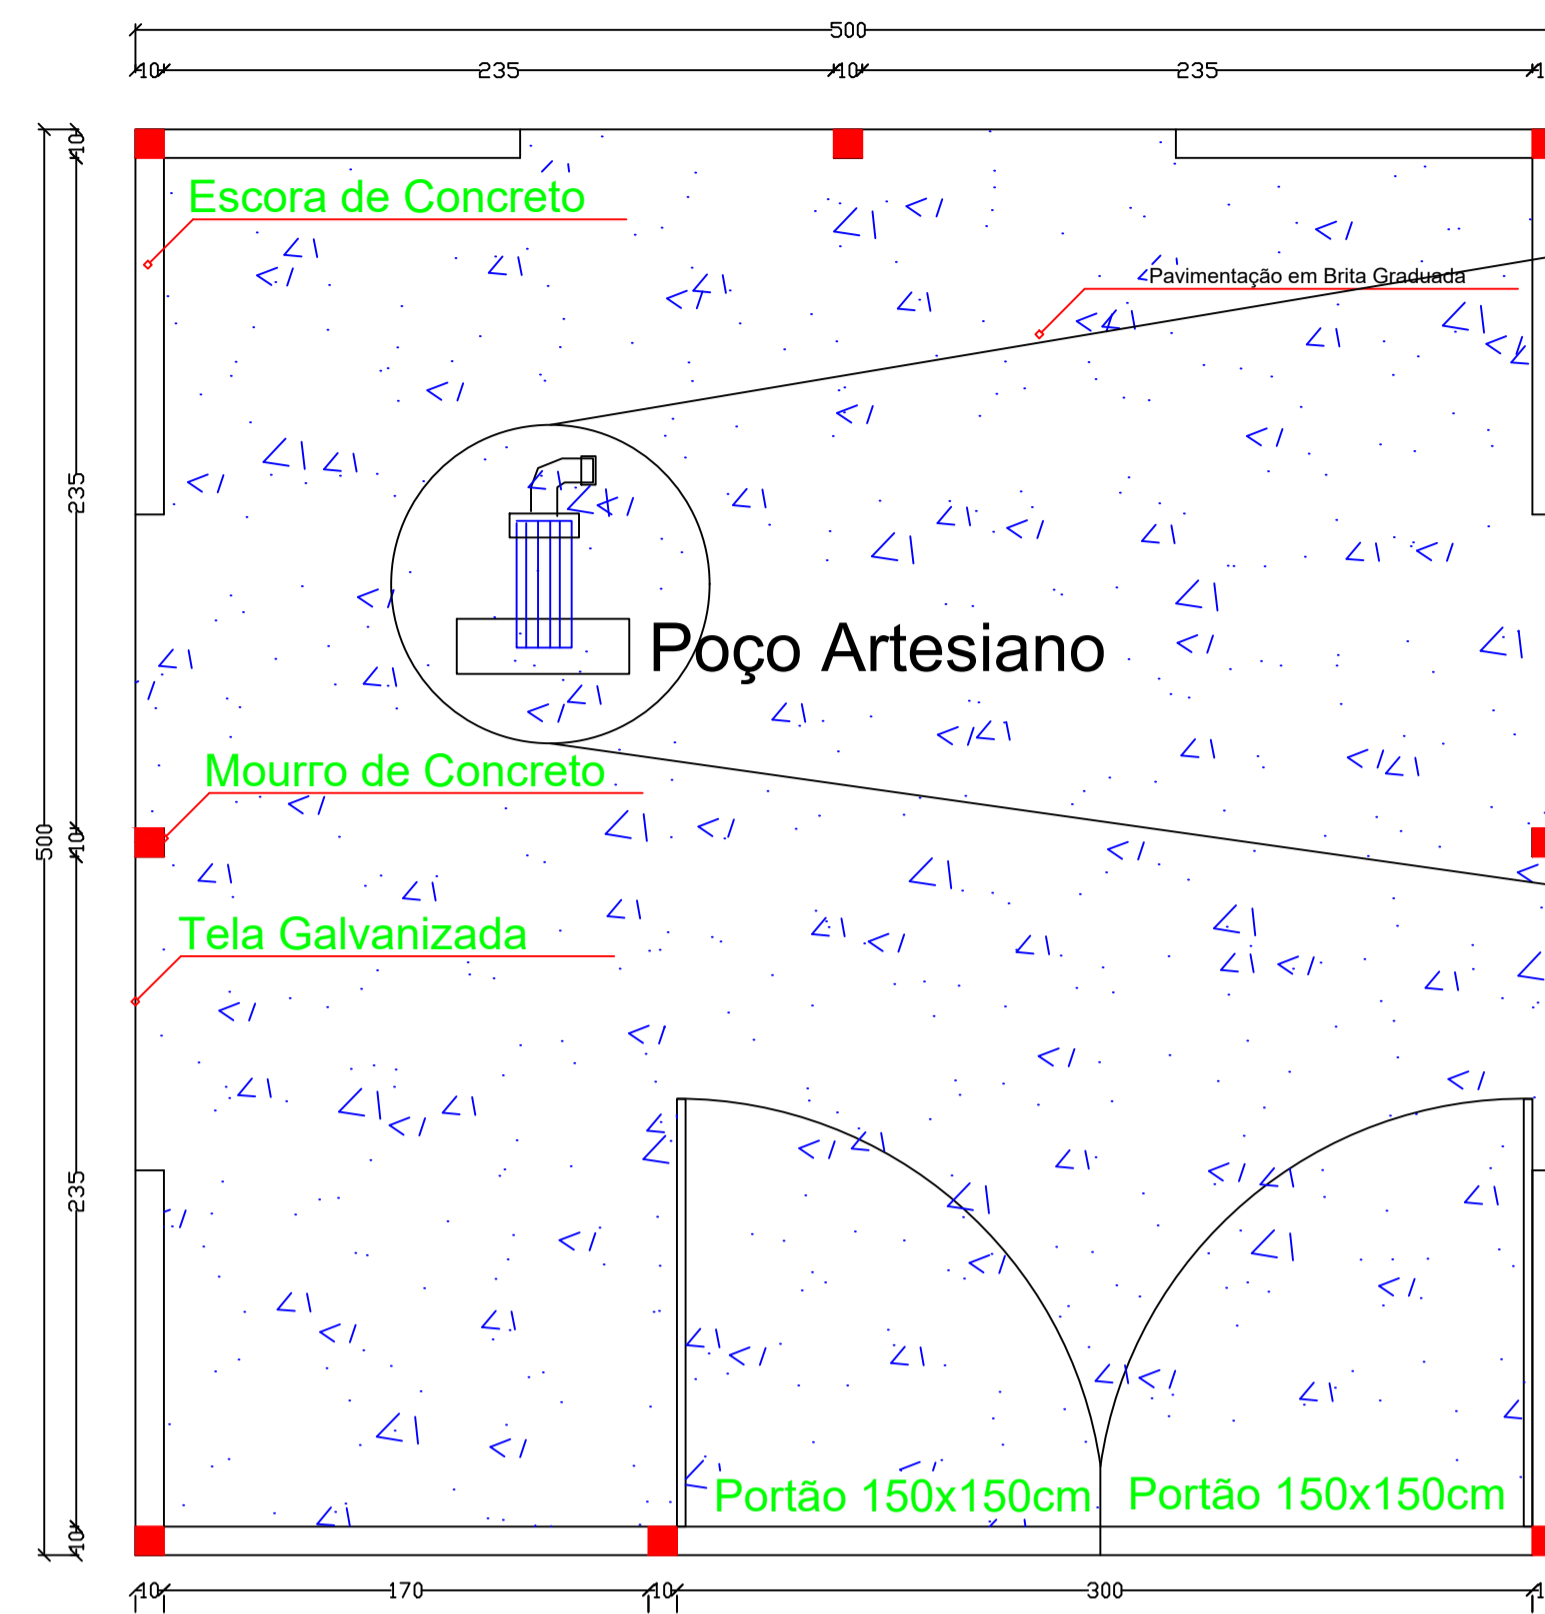 500
10 235 10 235 1
10
Escora de Concreto
Pavimentação em Brita Graduada
235
Poço Artesiano
Mourro de Concreto
500
10
Tela Galvanizada
235
Portão 150x150cm
Portão 150x150cm
10
10 170 10 300 1